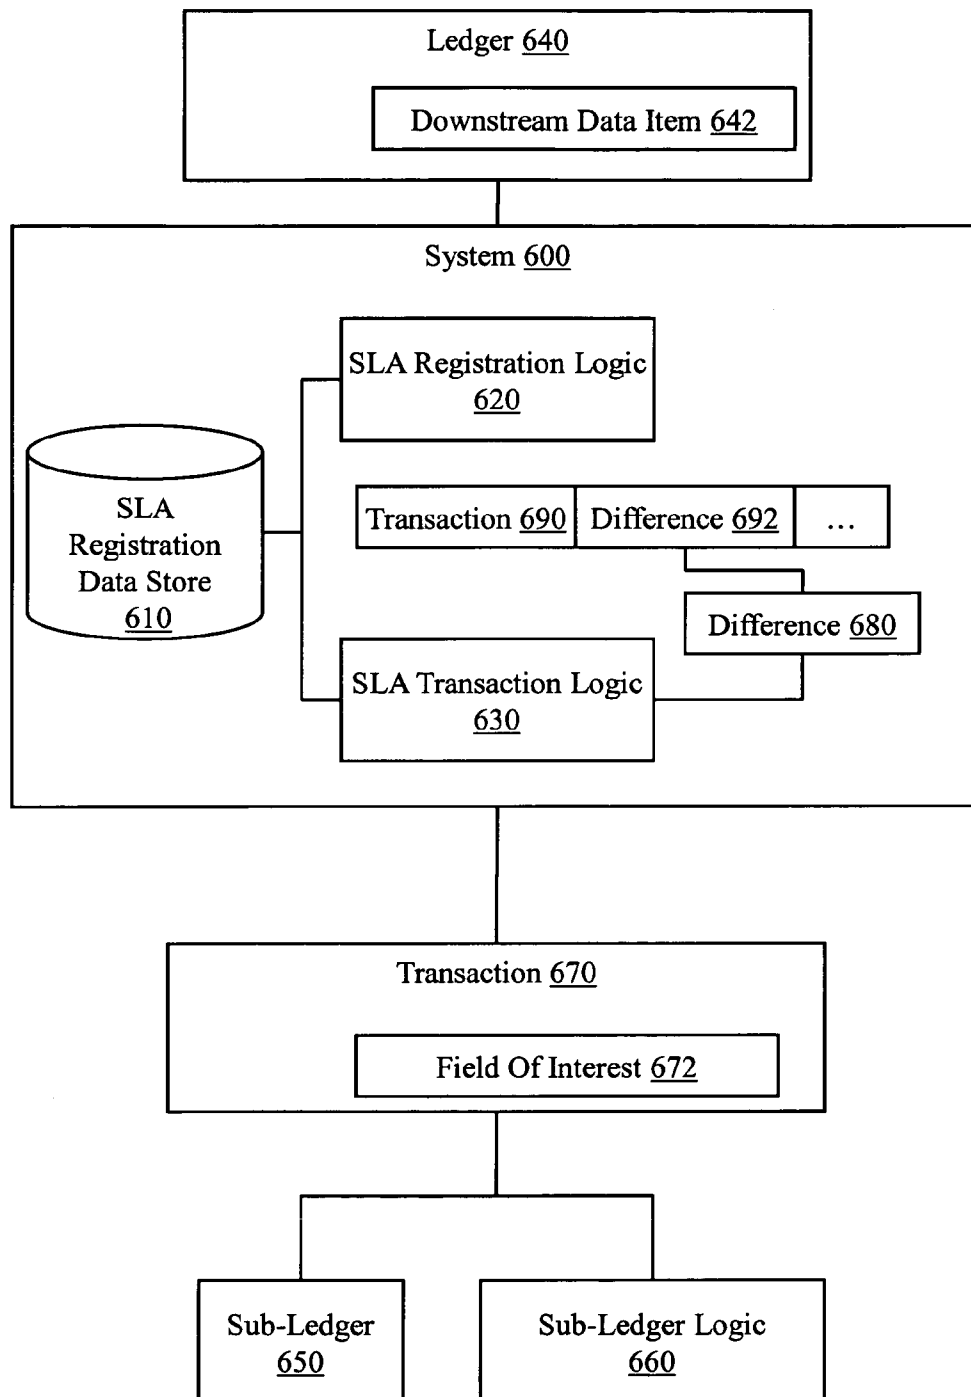 Ledger 640
Downstream Data Item 642
System 600
SLA Registration Logic
620
SLA
Registration
Data Store
610
Transaction 690 Difference 692 ...
Difference 680
SLA Transaction Logic
630
Transaction 670
Field Of Interest 672
Sub-Ledger
650
Sub-Ledger Logic
660